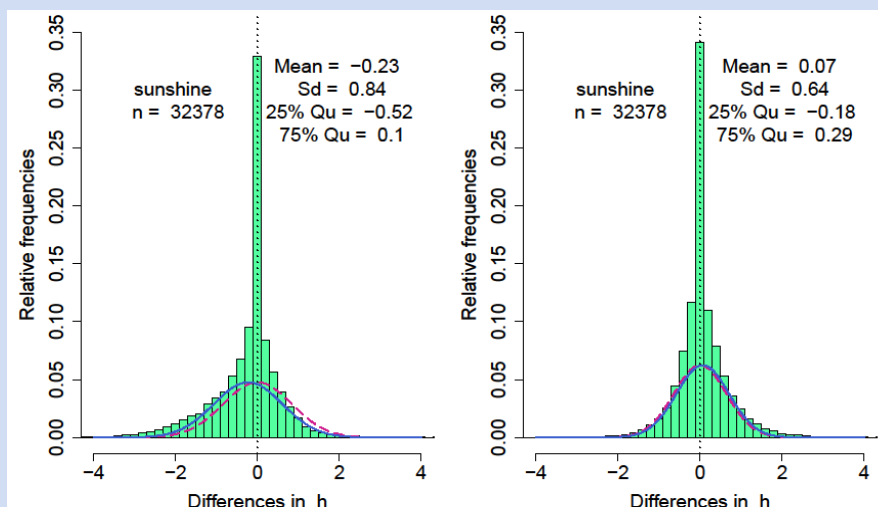 0.35
0.30
0.25
0.20
0.15
0.10
0.05
0.00
Relative frequencies
sunshine
n = 32378
Mean = −0.23
Sd = 0.84
25% Qu = −0.52
75% Qu = 0.1
−4 −2 0 2 4
Differences in h
0.35
0.30
0.25
0.20
0.15
0.10
0.05
0.00
Relative frequencies
sunshine
n = 32378
Mean = 0.07
Sd = 0.64
25% Qu = −0.18
75% Qu = 0.29
−4 −2 0 2 4
Differences in h